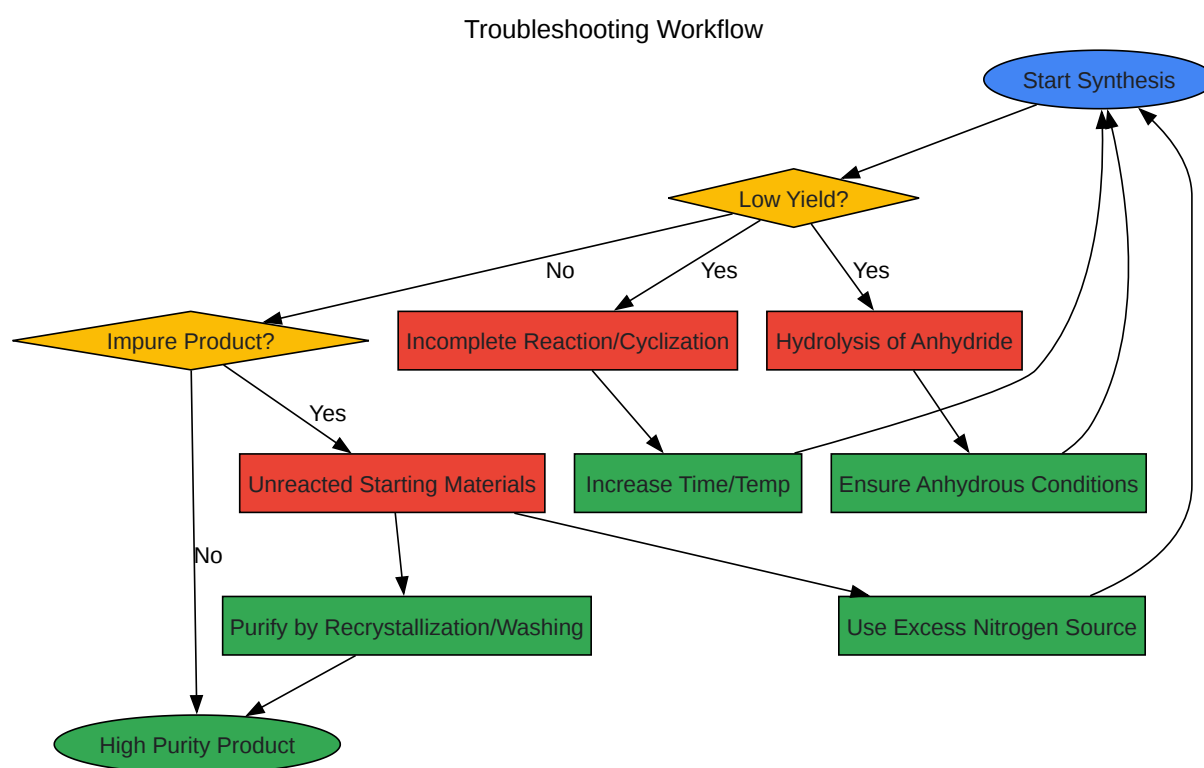 Troubleshooting Workflow
Start Synthesis
Low Yield?
No
Yes
Yes
Impure Product?
Incomplete Reaction/Cyclization
Hydrolysis of Anhydride
Yes
Unreacted Starting Materials
Increase Time/Temp
Ensure Anhydrous Conditions
No
Purify by Recrystallization/Washing
Use Excess Nitrogen Source
High Purity Product